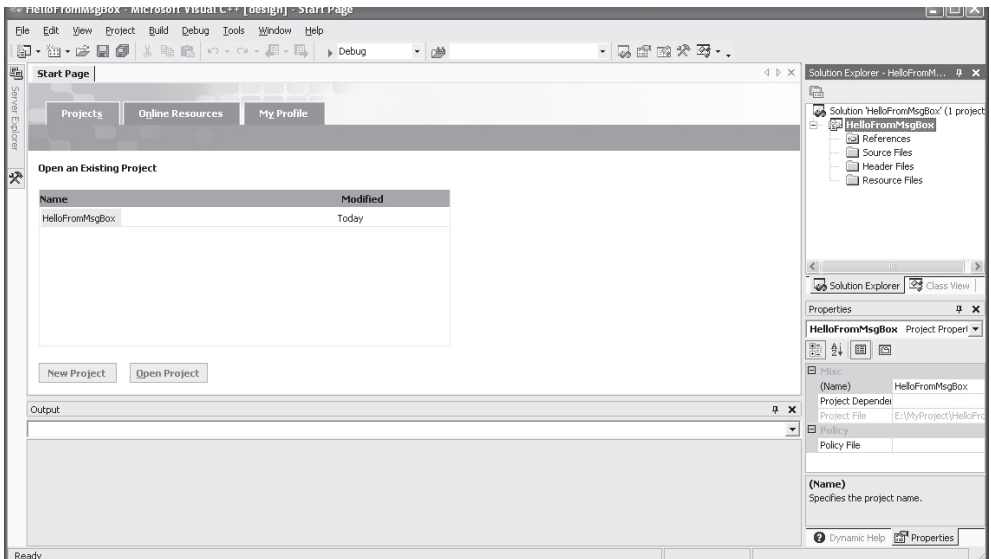 HelloFromMsgBox - Microsoft Visual C++ [design] - Start Page
File Edit View Project Build Debug Tools Window Help
Debug
Server Explorer
Start Page
Projects Online Resources My Profile
Open an Existing Project
Name Modified
HelloFromMsgBox Today
New Project Open Project
Output
Solution Explorer - HelloFromM...
Solution 'HelloFromMsgBox' (1 project
HelloFromMsgBox
References
Source Files
Header Files
Resource Files
Solution Explorer Class View
Properties
HelloFromMsgBox Project Propert
Misc
(Name) HelloFromMsgBox
Project Depender
Project File E:\MyProject\HelloFro
Policy
Policy File
(Name)
Specifies the project name.
Dynamic Help Properties
Ready